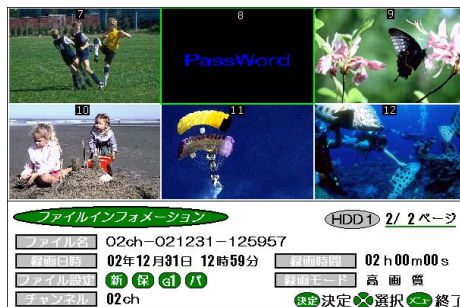 7
8
9
PassWord
10
11
12
ファイルインフォメーション
HDD1 2/ 2 ページ
ファイル名 02ch-021231-125957
録画日時 02年12月31日 12時59分 録画時間 02h00m00s
ファイル設定 新 保 G1 パ 録画モード 高 画 質
チャンネル 02ch 決定 決定 選択 メニュー 終了